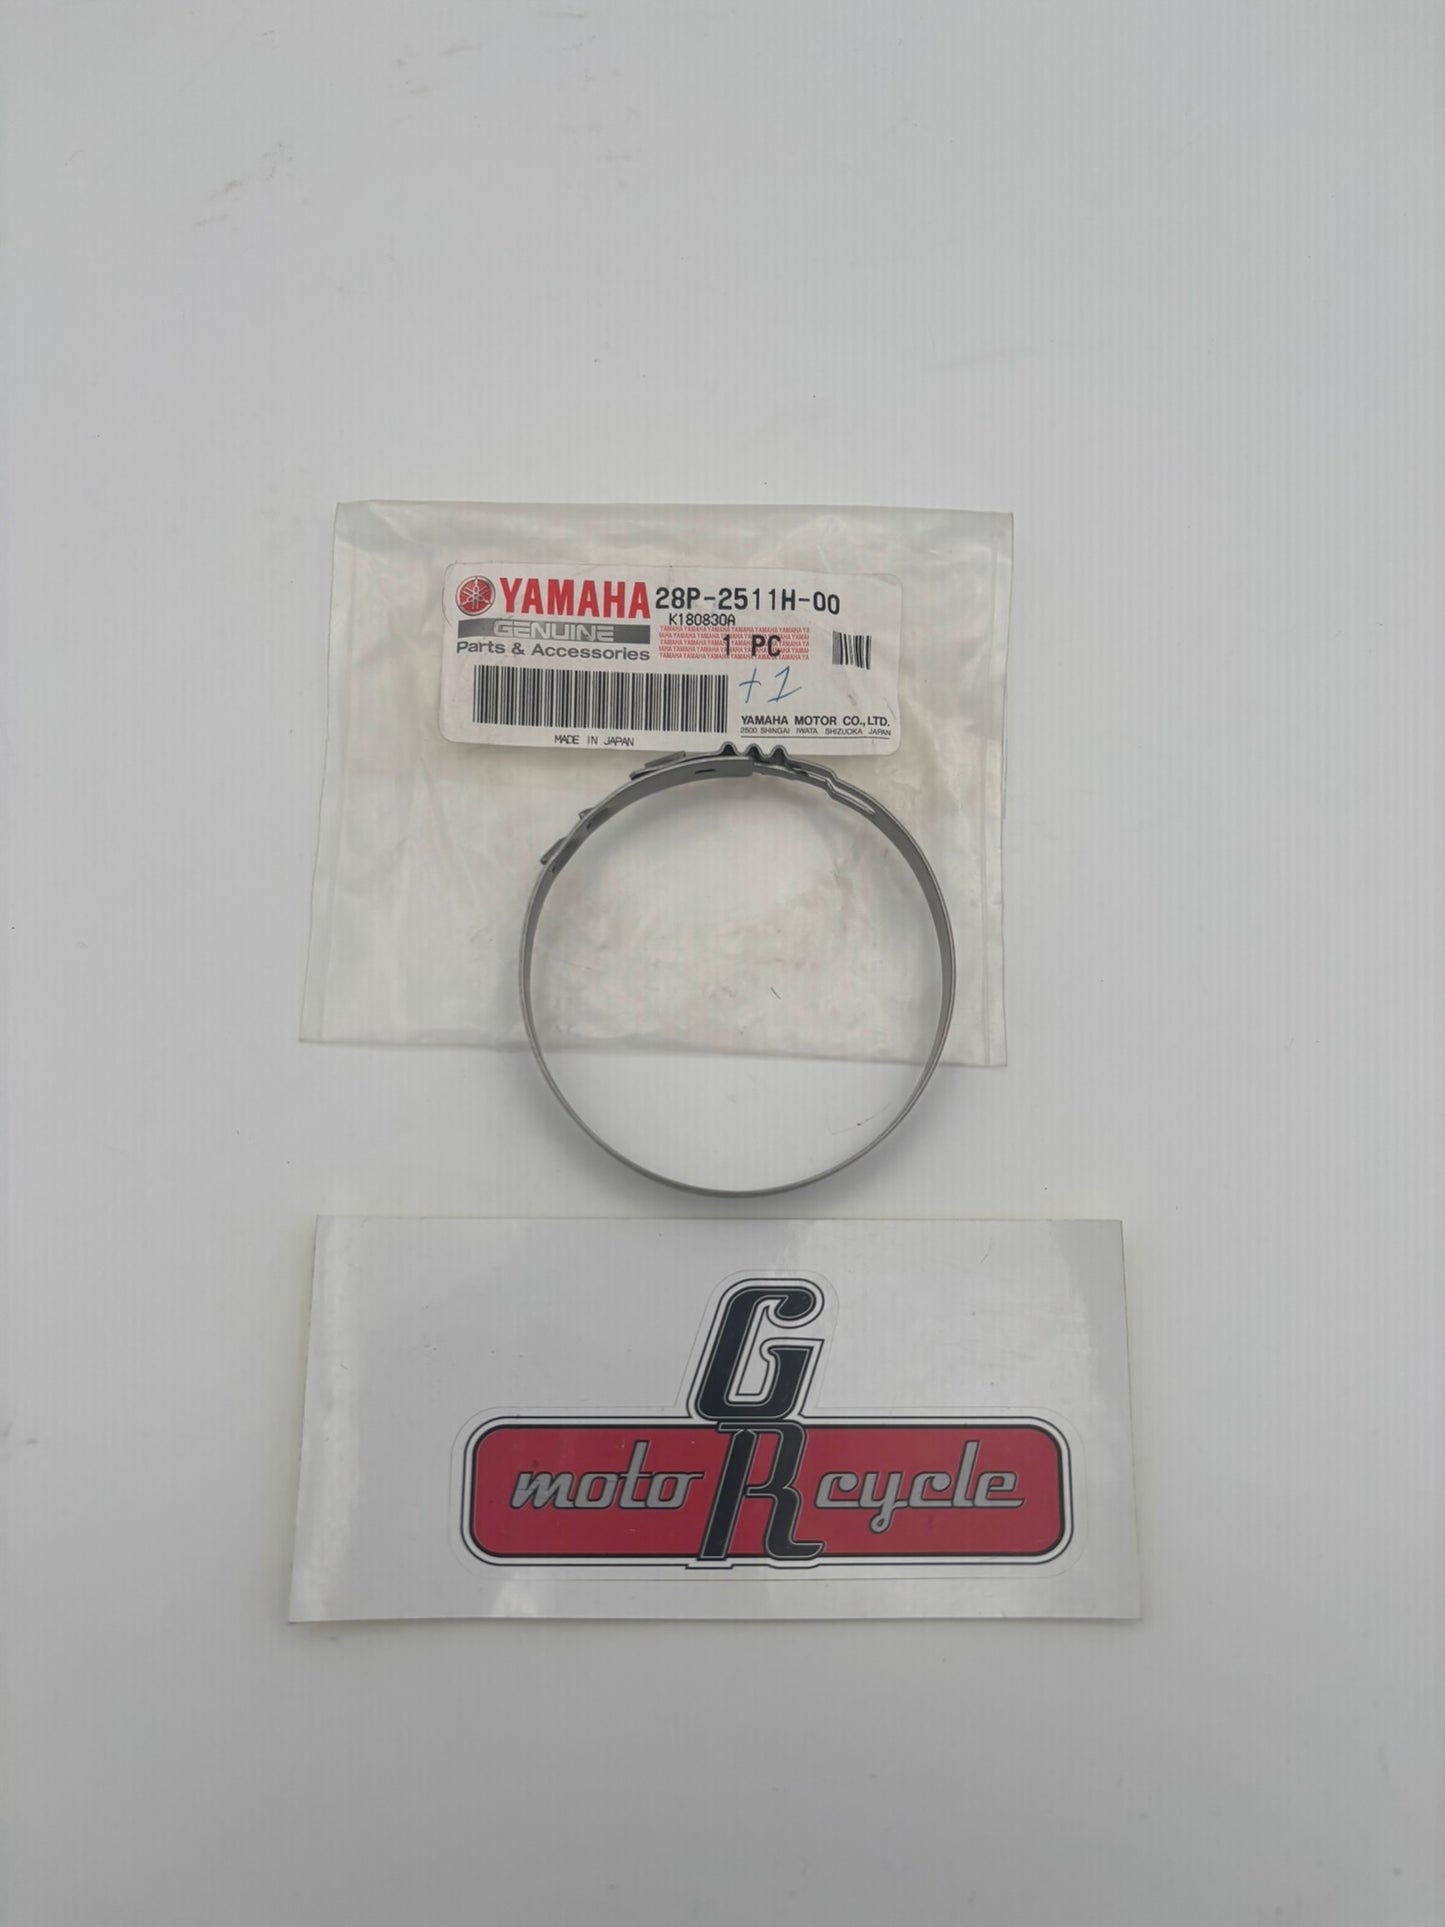 YAMAHA 28P-2511H-00
GENUINE K180830A
Parts & Accessories 1 PC
+1
YAMAHA MOTOR CO.,LTD.
2500 SHINGAI IWATA SHIZUOKA JAPAN
MADE IN JAPAN
GR
moto cycle